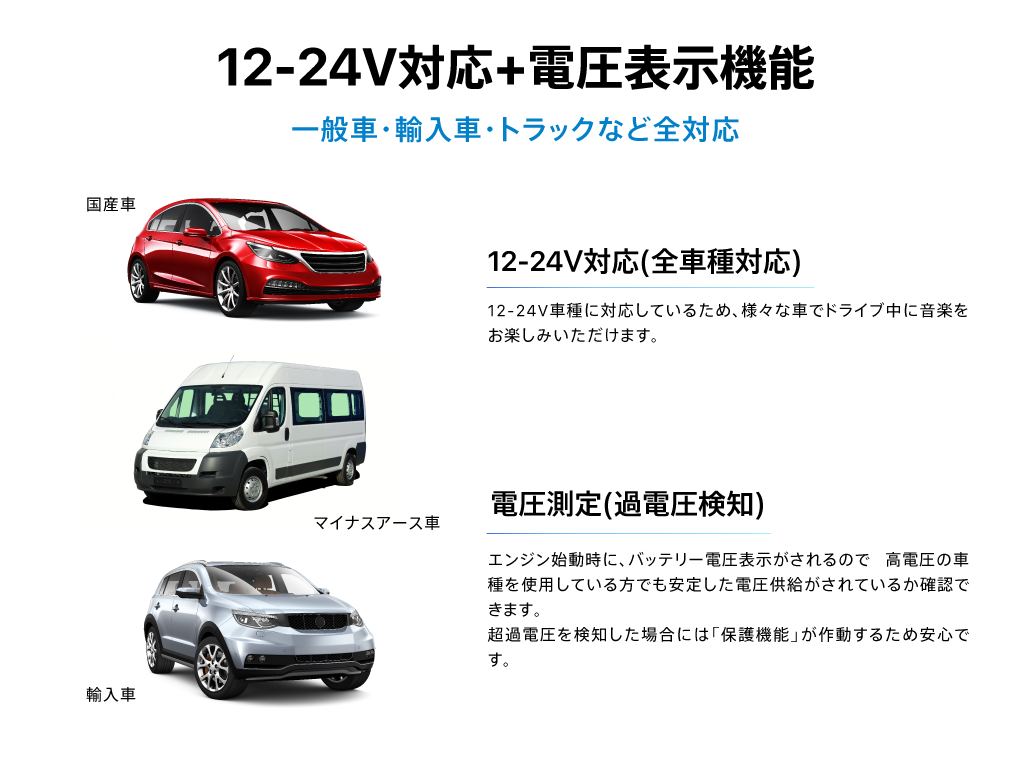 12-24V対応+電圧表示機能
一般車・輸入車・トラックなど全対応
国産車
12-24V対応(全車種対応)
12-24V車種に対応しているため、様々な車でドライブ中に音楽を
お楽しみいただけます。
マイナスアース車
電圧測定(過電圧検知)
エンジン始動時に、バッテリー電圧表示がされるので　高電圧の車
種を使用している方でも安定した電圧供給がされているか確認で
きます。
超過電圧を検知した場合には「保護機能」が作動するため安心で
す。
輸入車